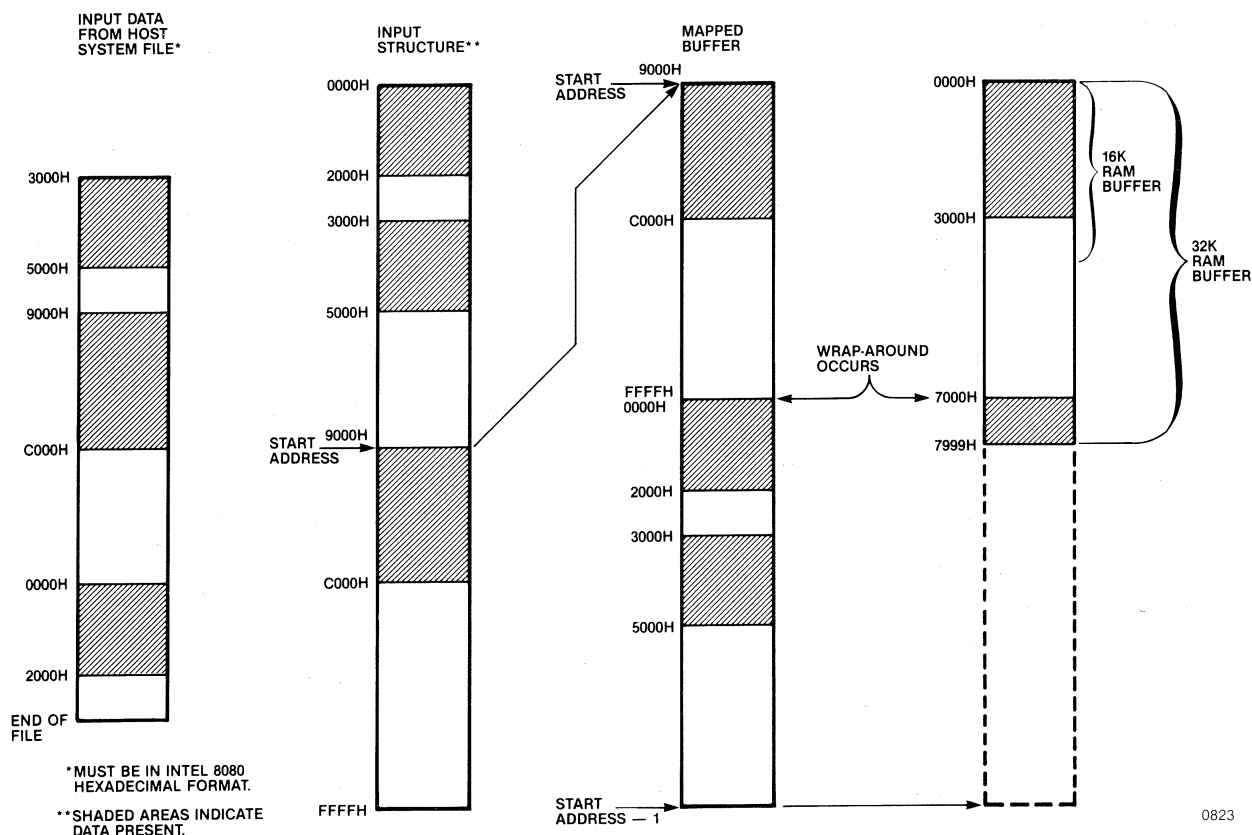 INPUT DATA
FROM HOST
SYSTEM FILE*
3000H
5000H
9000H
C000H
0000H
2000H
END OF
FILE
*MUST BE IN INTEL 8080
HEXADECIMAL FORMAT.
**SHADED AREAS INDICATE
DATA PRESENT.
INPUT
STRUCTURE**
0000H
2000H
3000H
5000H
9000H
START
ADDRESS
C000H
FFFFH
MAPPED
BUFFER
9000H
START
ADDRESS
C000H
FFFFH
0000H
2000H
3000H
5000H
START
ADDRESS — 1
WRAP-AROUND
OCCURS
0000H
3000H
7000H
7999H
16K
RAM
BUFFER
32K
RAM
BUFFER
0823